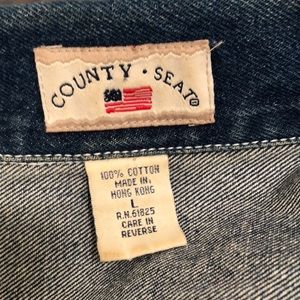 COUNTY · SEAT®
100% COTTON
MADE IN:
HONG KONG
L
R.N.61825
CARE IN
REVERSE